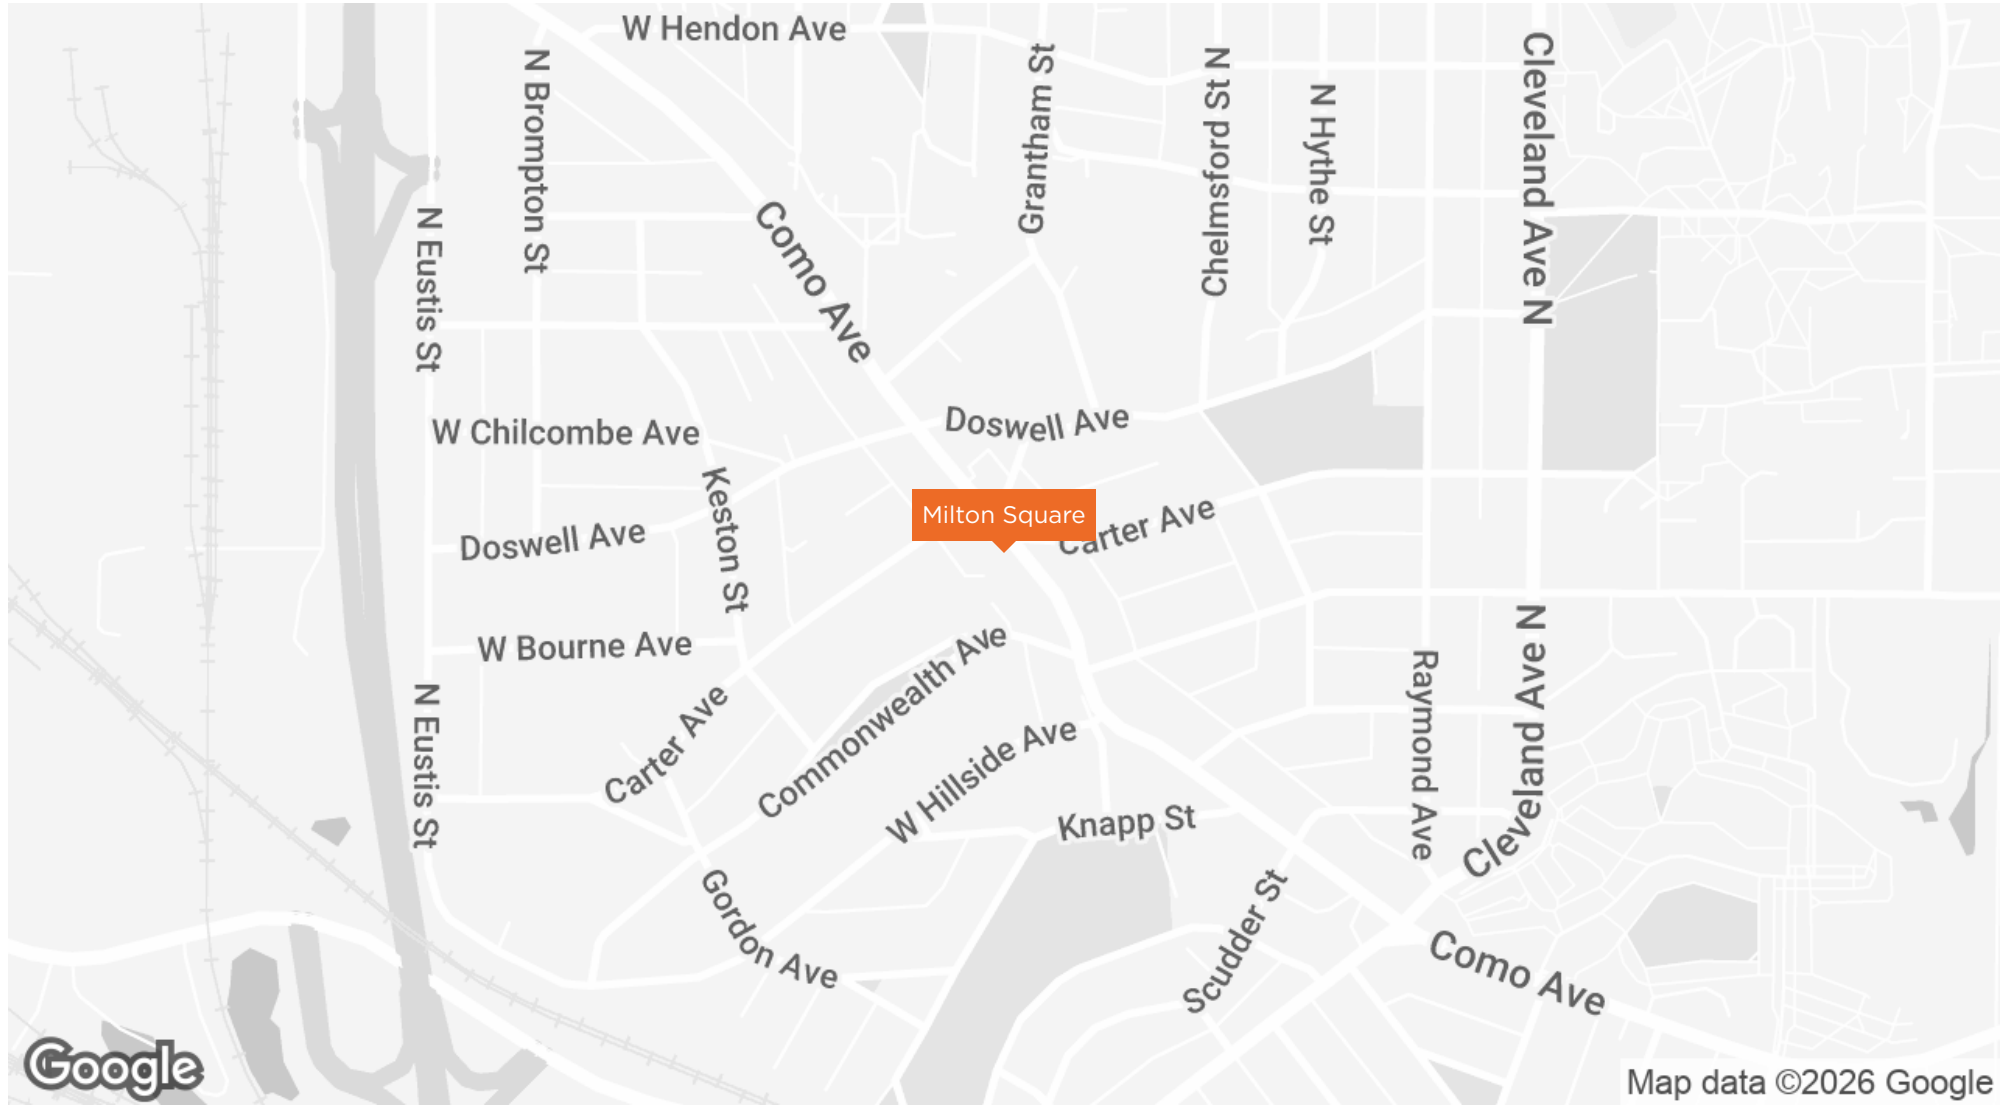 W Hendon Ave
N Brompton St
Grantham St
Chelmsford St N
N Hythe St
Cleveland Ave N
N Eustis St
Como Ave
W Chilcombe Ave
Doswell Ave
Keston St
Milton Square
Carter Ave
Doswell Ave
W Bourne Ave
Commonwealth Ave
Cleveland Ave N
Raymond Ave
N Eustis St
Carter Ave
W Hillside Ave
Knapp St
Gordon Ave
Scudder St
Como Ave
Google
Map data ©2026 Google